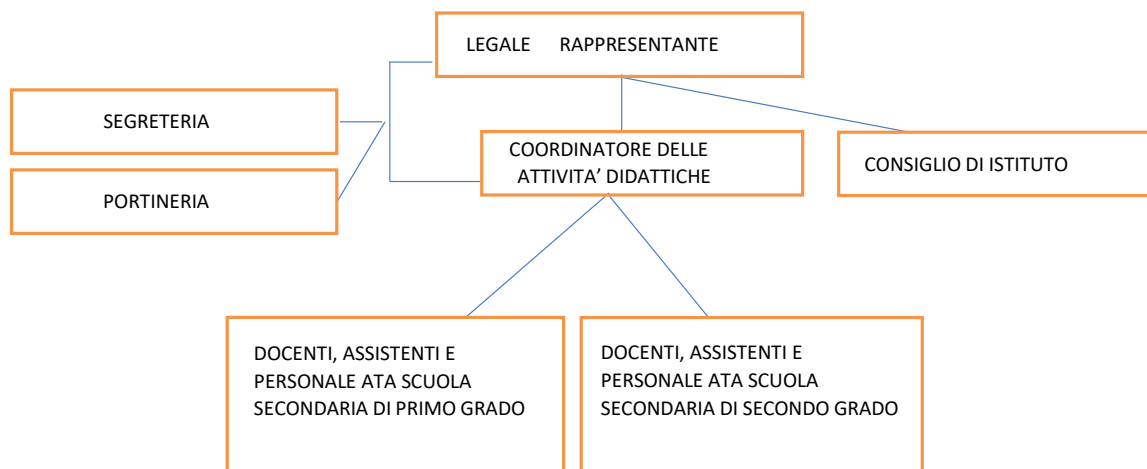 LEGALE RAPPRESENTANTE
SEGRETERIA
PORTINERIA
COORDINATORE DELLE
ATTIVITA’ DIDATTICHE
CONSIGLIO DI ISTITUTO
DOCENTI, ASSISTENTI E
PERSONALE ATA SCUOLA
SECONDARIA DI PRIMO GRADO
DOCENTI, ASSISTENTI E
PERSONALE ATA SCUOLA
SECONDARIA DI SECONDO GRADO